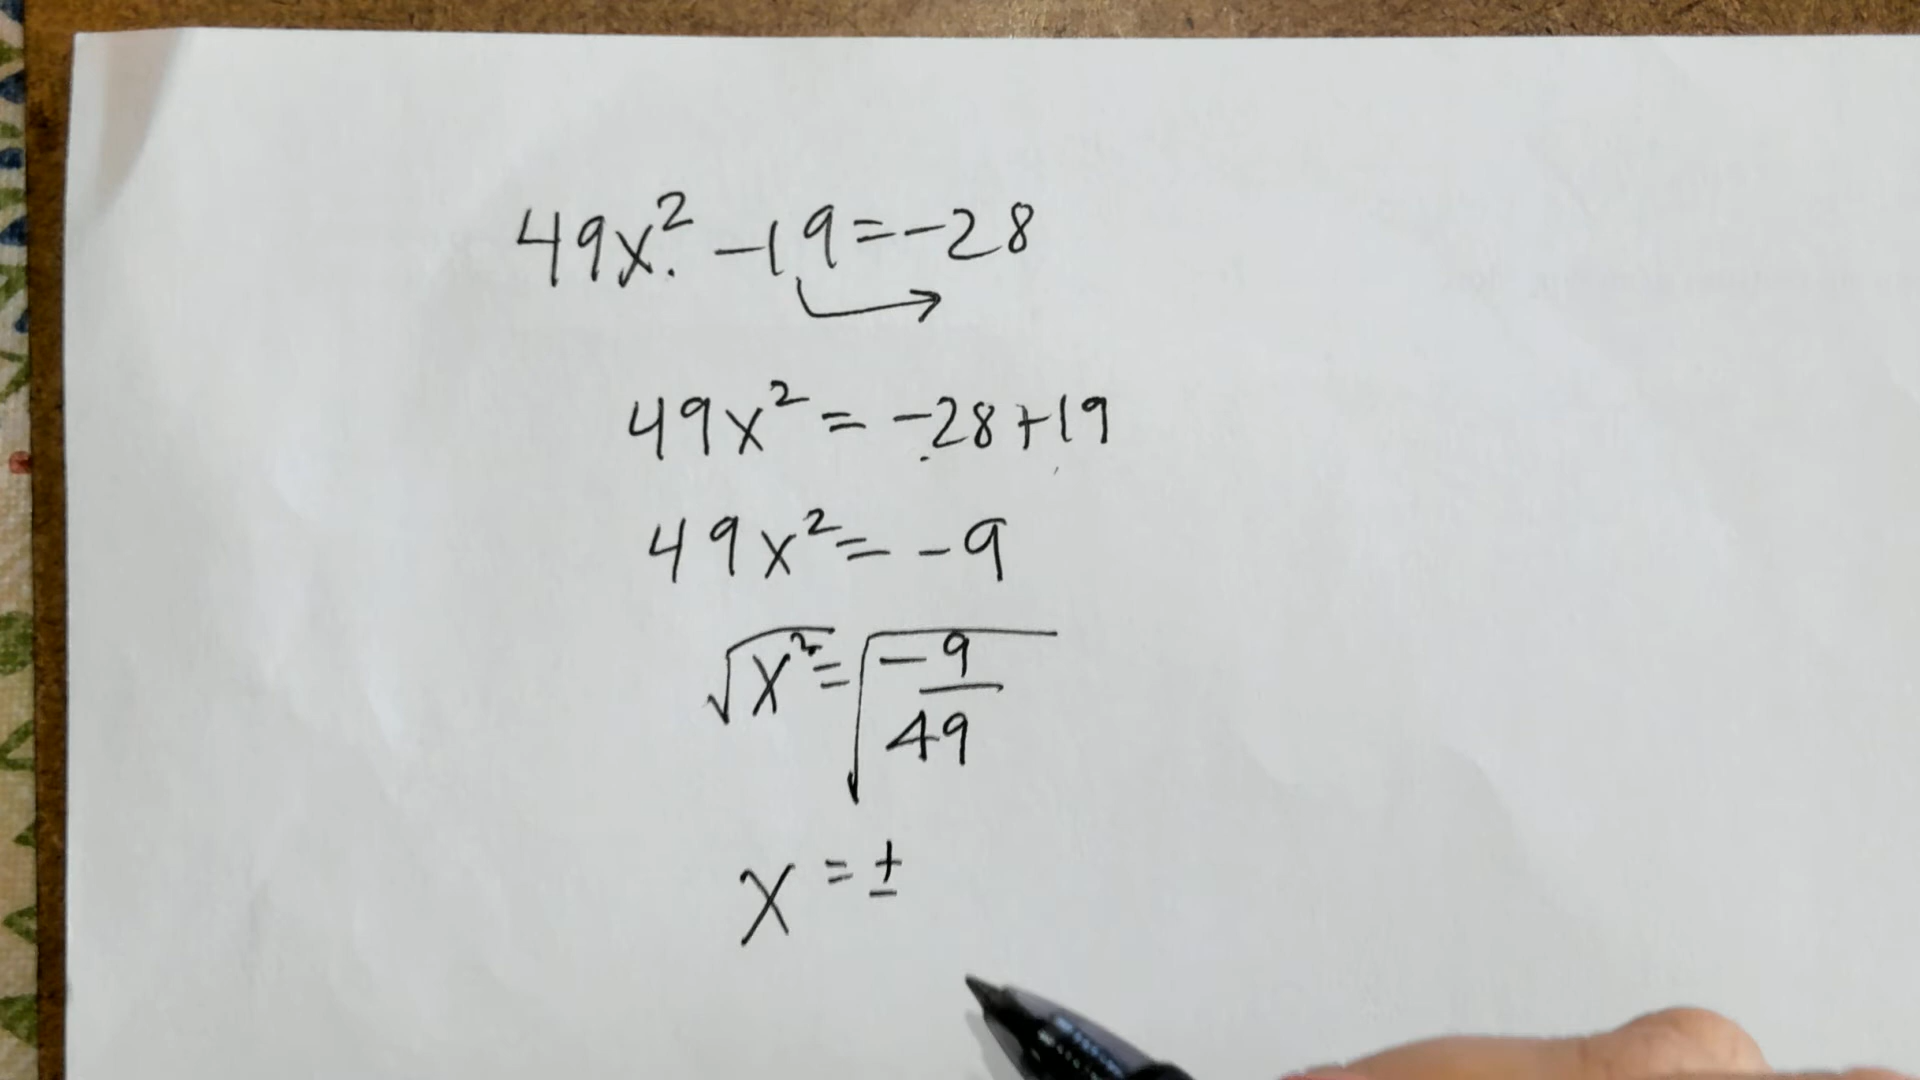 49x² -19=-28
49x² = -28+19
49x² = -9
√x² = √-9/49
x = ±